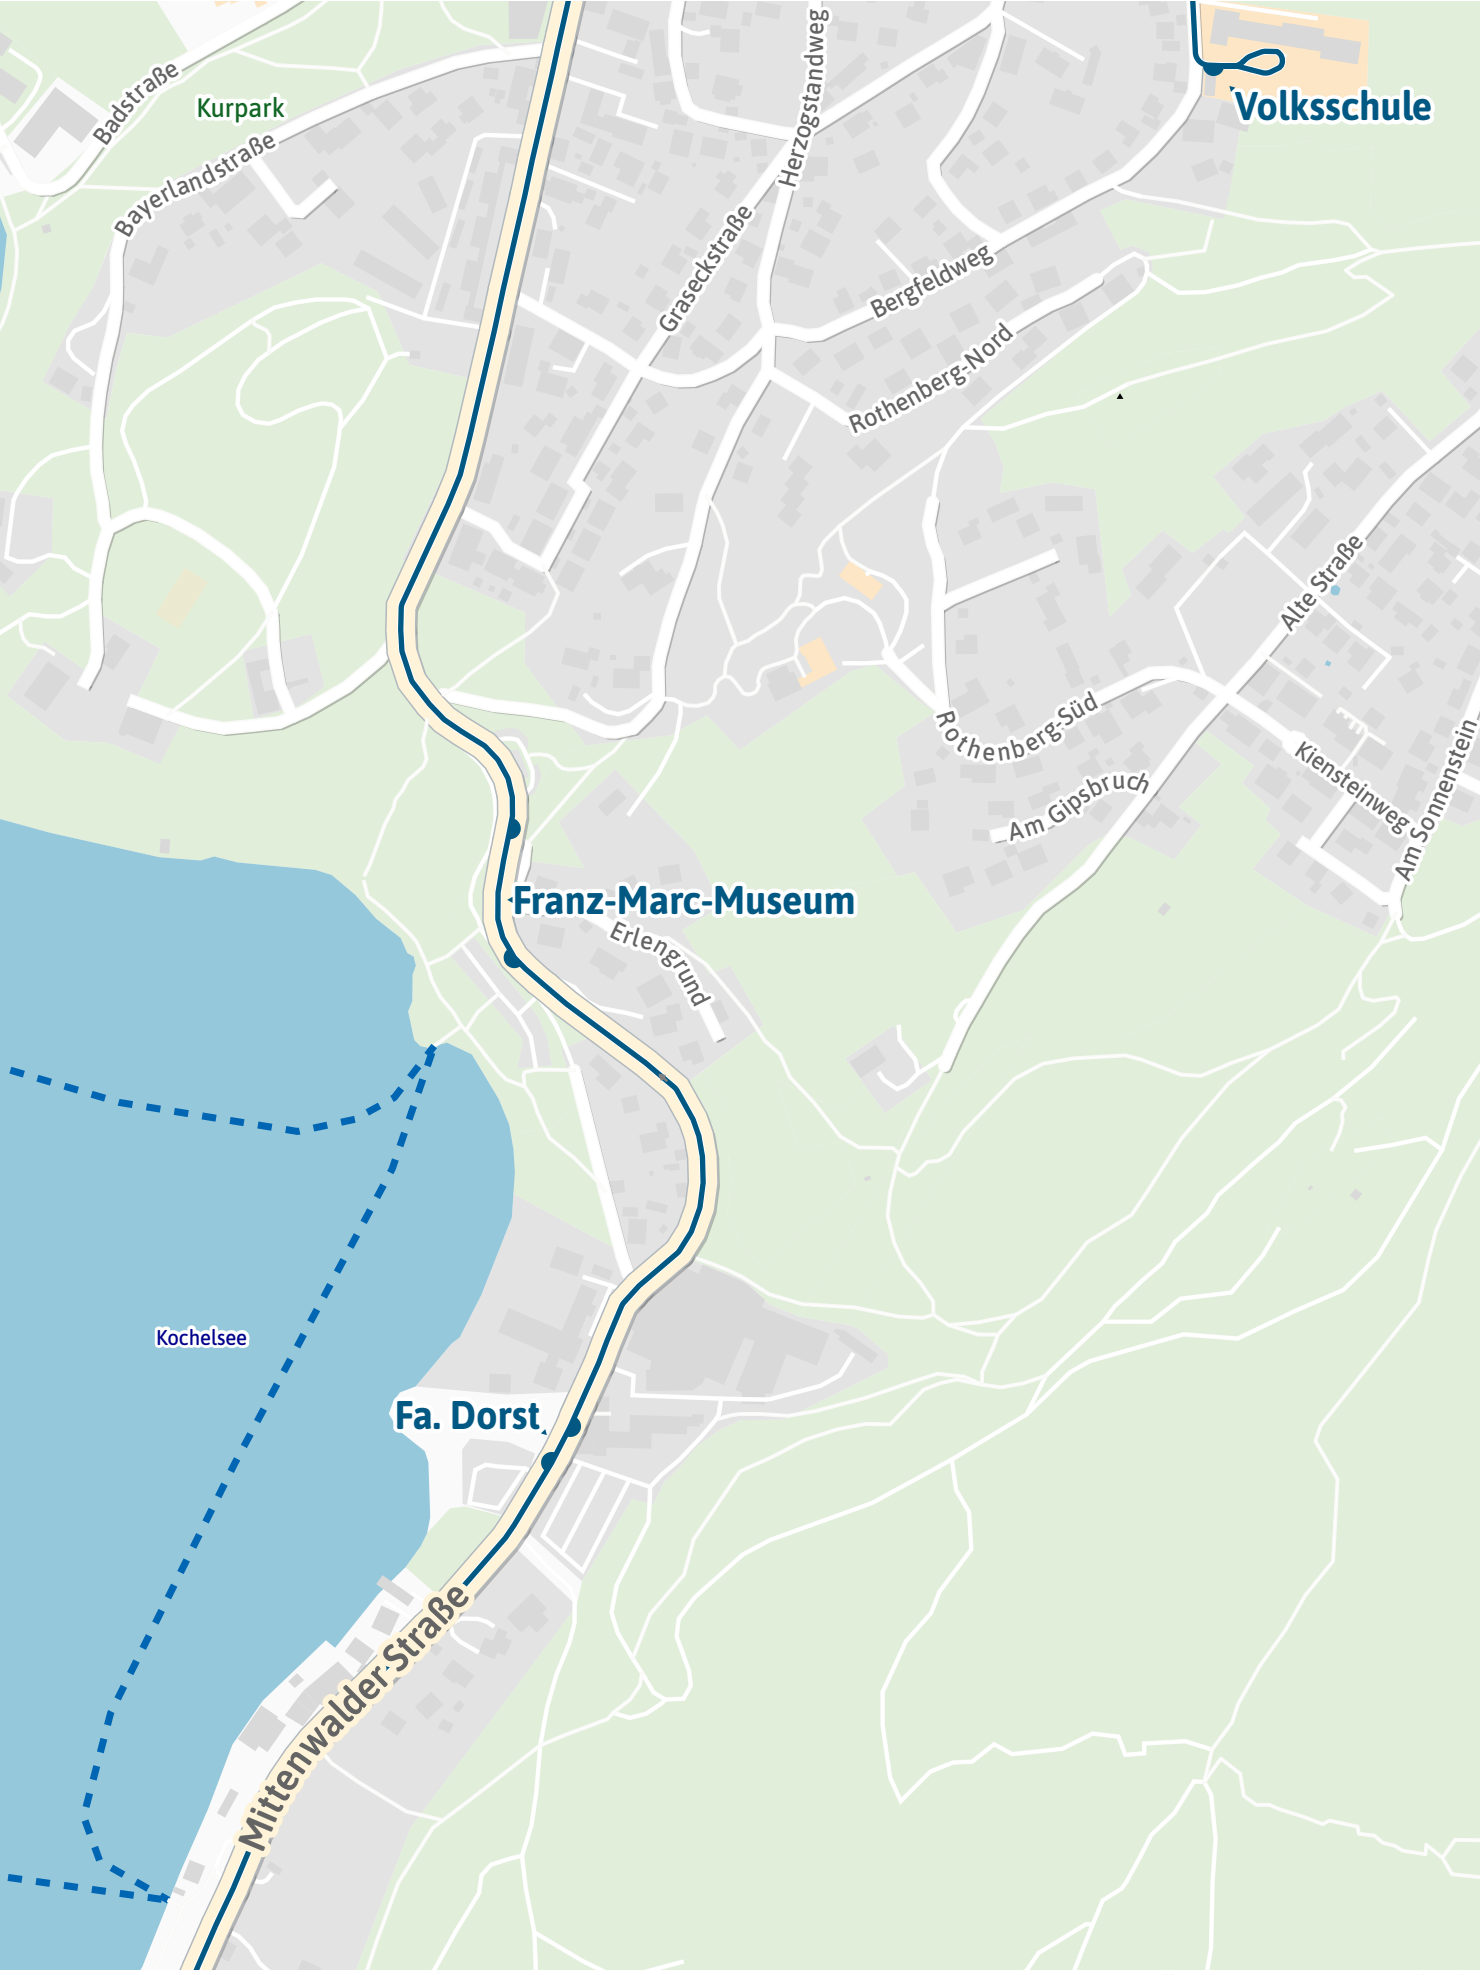 Herzogstandweg
Badstraße
Kurpark
Volksschule
Bayerlandstraße
Graseckstraße
Bergfeldweg
Rothenberg-Nord
Alte Straße
Rothenberg-Süd
Kiensteinweg
Am Sonnenstein
Am Gipsbruch
Franz-Marc-Museum
Erlengrund
Kochelsee
Fa. Dorst
Mittenwalder Straße